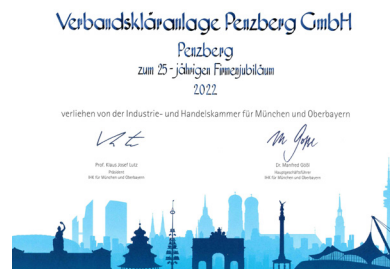 Verbandskläranlage Penzberg GmbH
Penzberg
zum 25-jährigen Firmenjubiläum
2022
verliehen von der Industrie- und Handelskammer für München und Oberbayern
Prof. Klaus Josef Lutz
Präsident
IHK für München und Oberbayern
Dr. Manfred Gößl
Hauptgeschäftsführer
IHK für München und Oberbayern